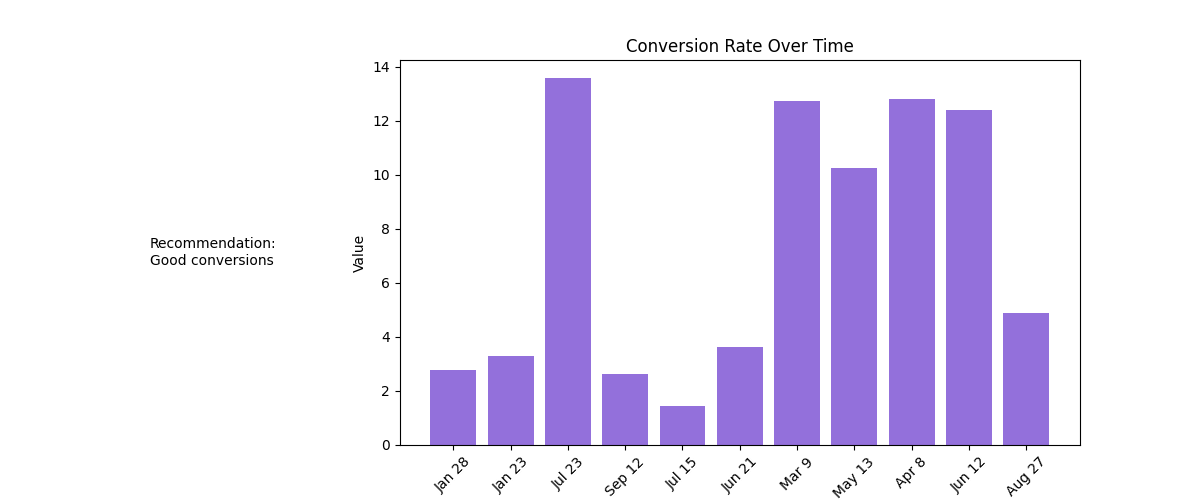 Conversion Rate Over Time
Recommendation:
Good conversions
Value
14
12
10
8
6
4
2
0
Jan 28
Jan 23
Jul 23
Sep 12
Jul 15
Jun 21
Mar 9
May 13
Apr 8
Jun 12
Aug 27